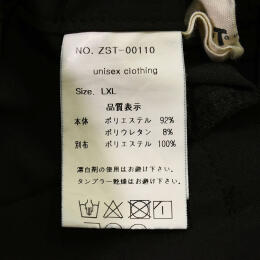 NO. ZST-00110
unisex clothing
Size. LXL
品質表示
本体 ポリエステル 92%
ポリウレタン 8%
別布 ポリエステル 100%
漂白剤の使用はお避け下さい。
タンブラー乾燥はお避け下さい。